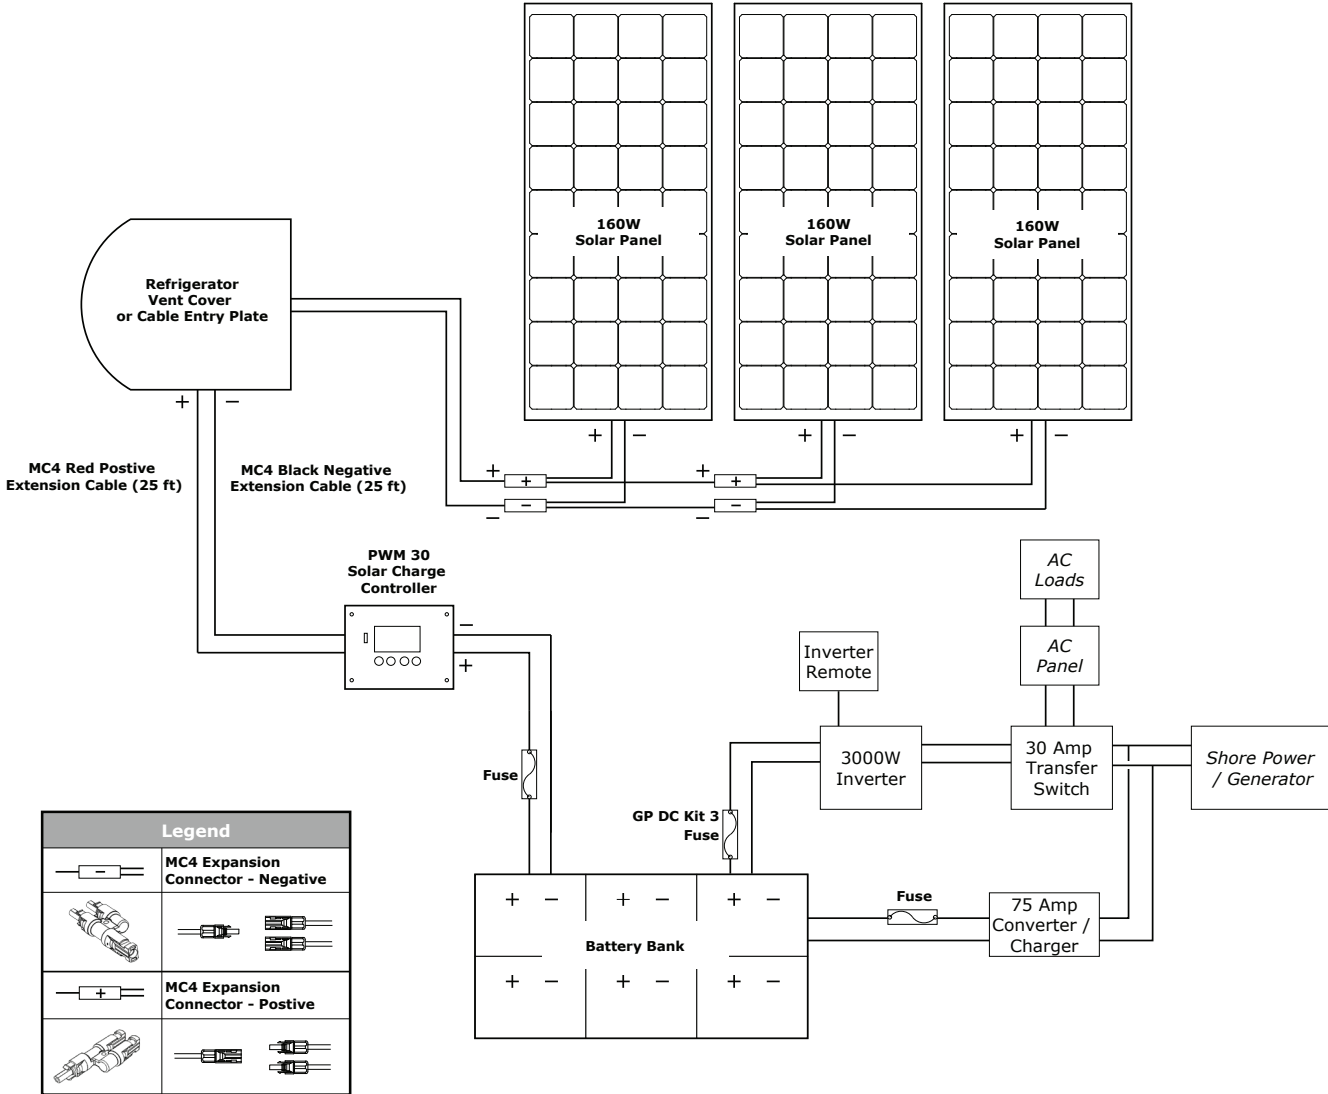 160W
Solar Panel
160W
Solar Panel
160W
Solar Panel
Refrigerator
Vent Cover
or Cable Entry Plate
+ −
+ −
+ −
+ −
MC4 Red Postive
Extension Cable (25 ft)
MC4 Black Negative
Extension Cable (25 ft)
+
+
+
+
−
−
−
−
PWM 30
Solar Charge
Controller
−
+
AC
Loads
AC
Panel
Inverter
Remote
3000W
Inverter
30 Amp
Transfer
Switch
Shore Power
/ Generator
Fuse
GP DC Kit 3
Fuse
Fuse
75 Amp
Converter /
Charger
+ − + − + −
Battery Bank
+ − + − + −
Legend
−
MC4 Expansion
Connector - Negative
+
MC4 Expansion
Connector - Postive